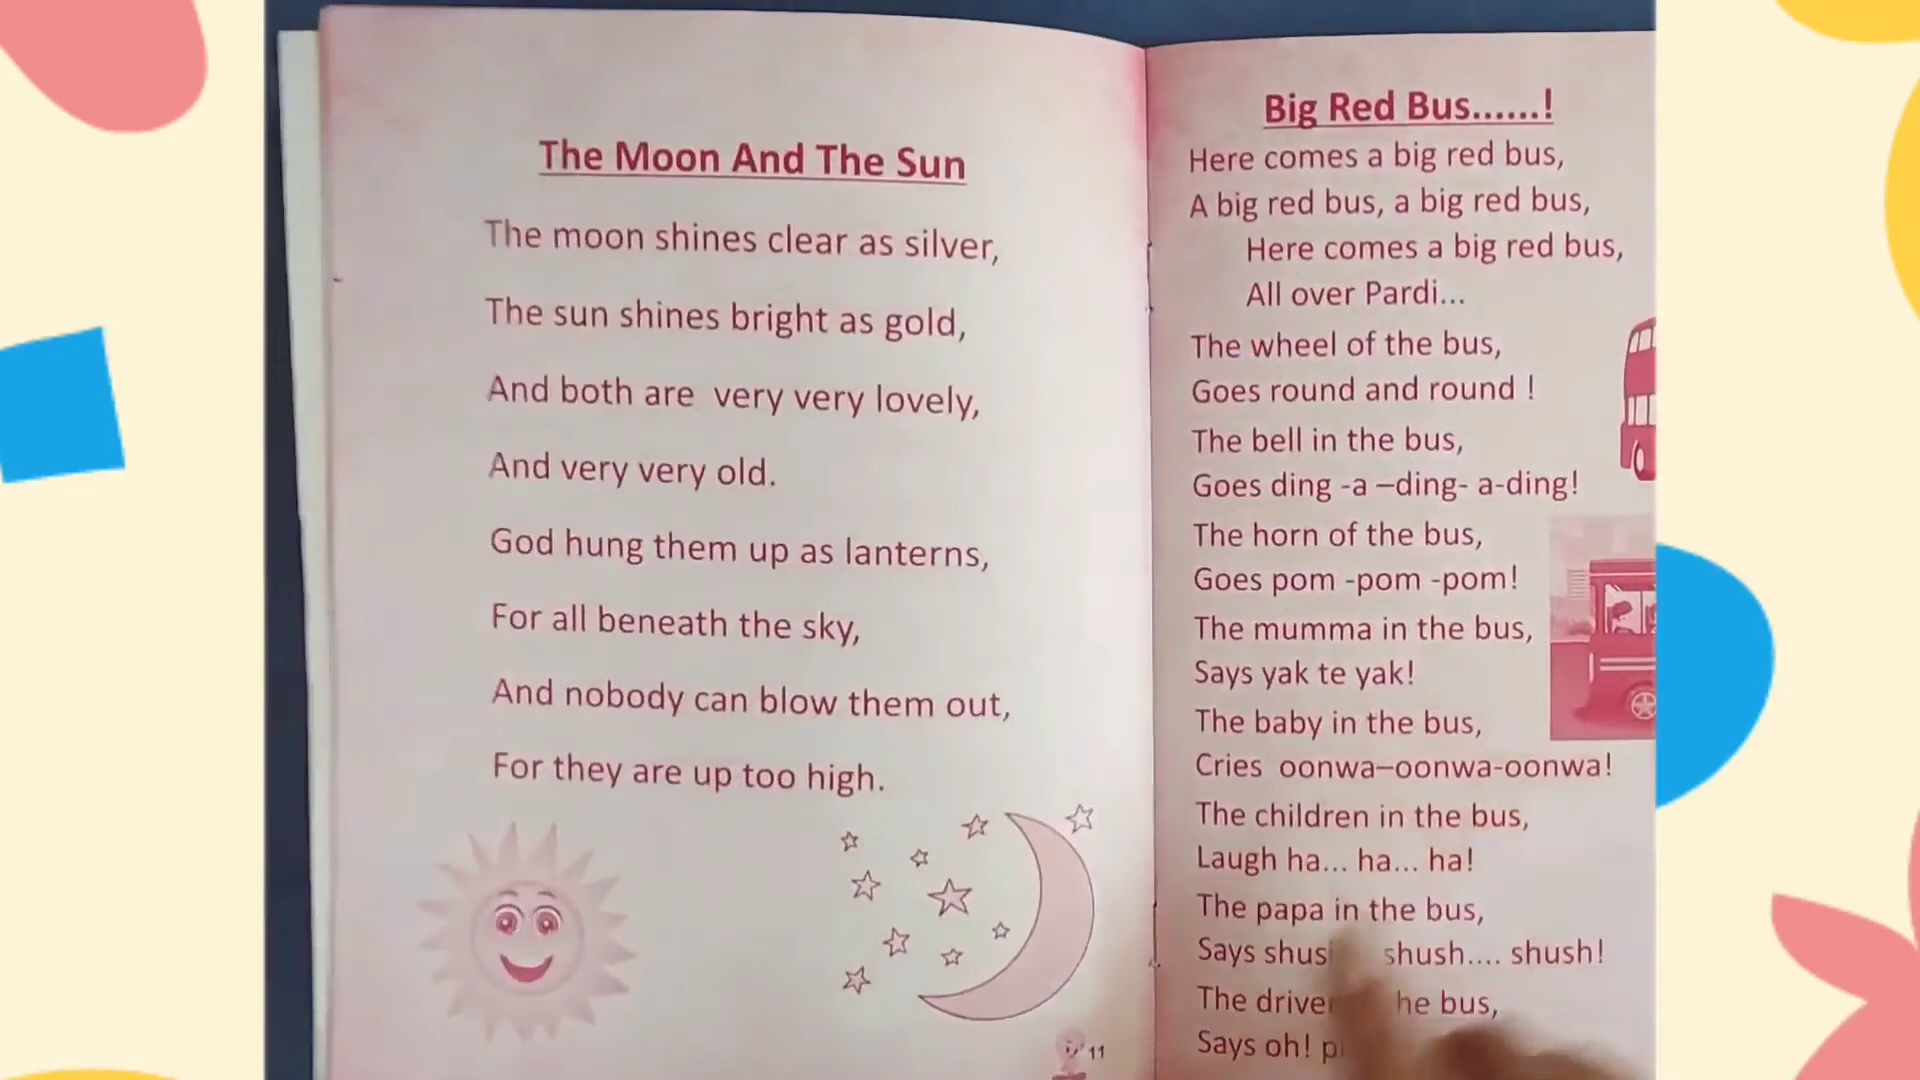 The Moon And The Sun
The moon shines clear as silver,
The sun shines bright as gold,
And both are very very lovely,
And very very old.
God hung them up as lanterns,
For all beneath the sky,
And nobody can blow them out,
For they are up too high.
11
Big Red Bus......!
Here comes a big red bus,
A big red bus, a big red bus,
Here comes a big red bus,
All over Pardi...
The wheel of the bus,
Goes round and round !
The bell in the bus,
Goes ding -a –ding- a-ding!
The horn of the bus,
Goes pom -pom -pom!
The mumma in the bus,
Says yak te yak!
The baby in the bus,
Cries oonwa–oonwa-oonwa!
The children in the bus,
Laugh ha... ha... ha!
The papa in the bus,
Says shush.... shush!
The bus,
Says oh!